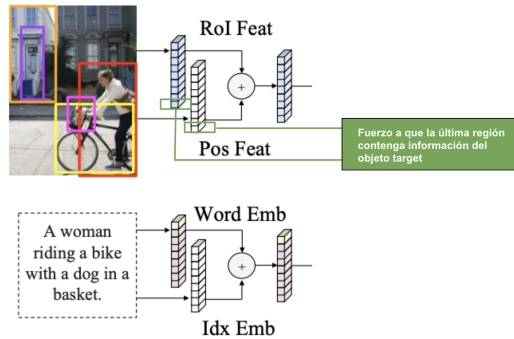 RoI Feat
+
Pos Feat
Fuerzo a que la última región
contenga información del
objeto target
A woman
riding a bike
with a dog in a
basket.
Word Emb
+
Idx Emb